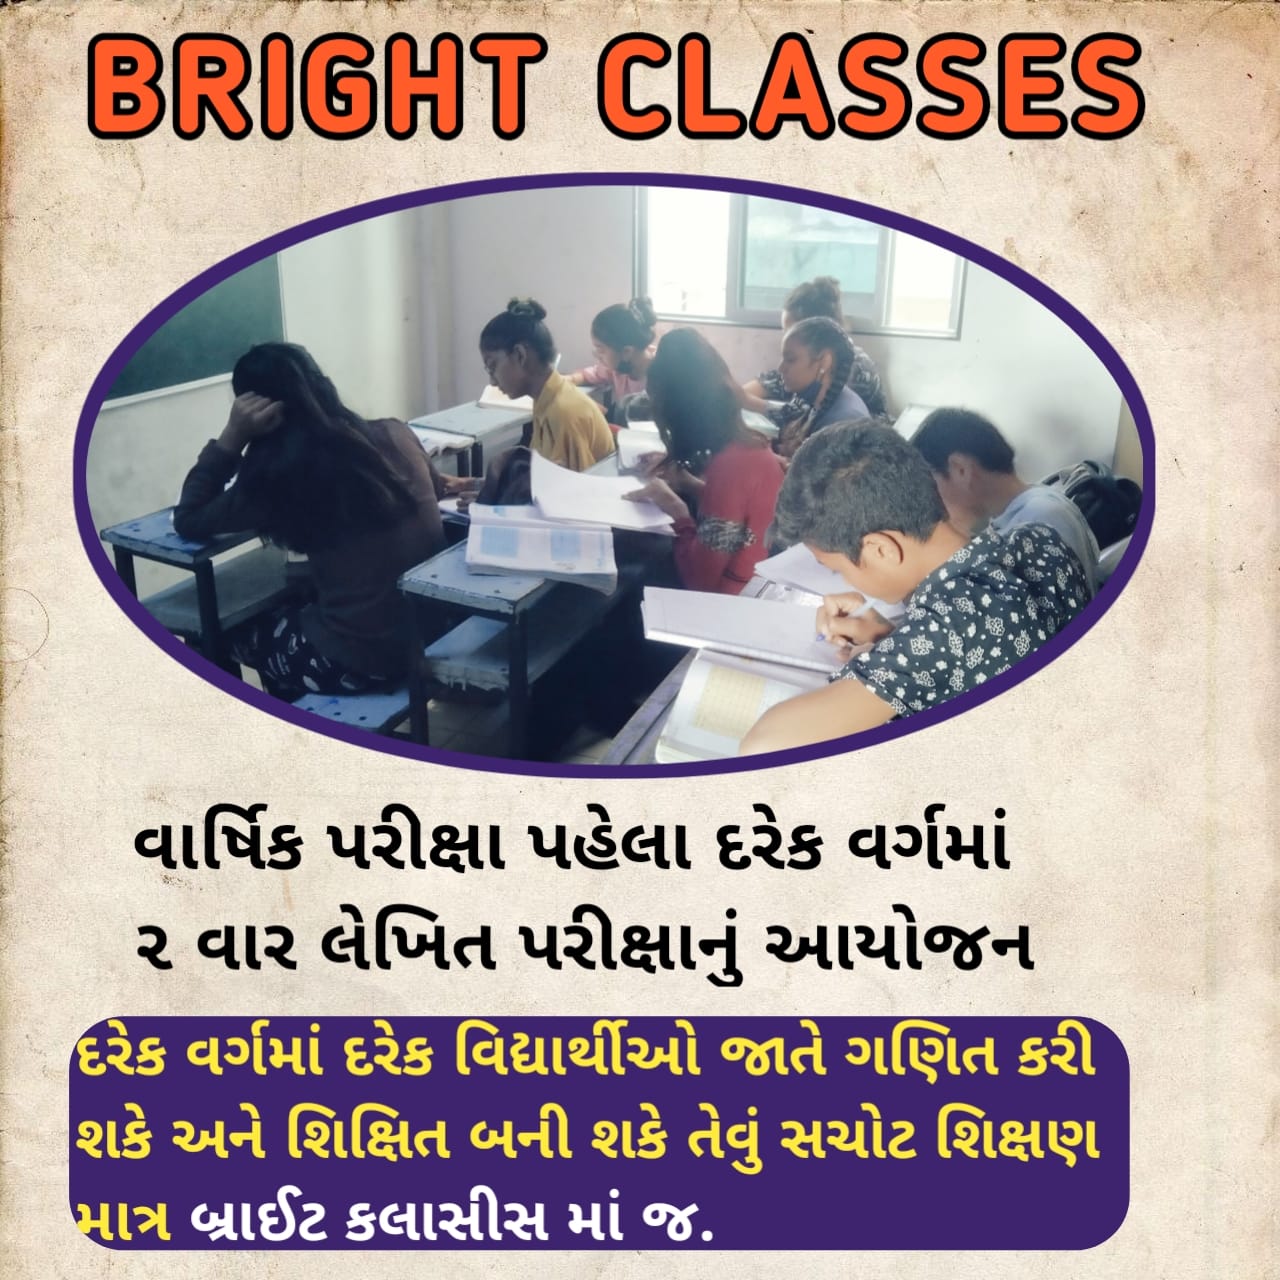 BRIGHT CLASSES
વાર્ષિક પરીક્ષા પહેલા દરેક વર્ગમાં
૨ વાર લેખિત પરીક્ષાનું આયોજન
દરેક વર્ગમાં દરેક વિદ્યાર્થીઓ જાતે ગણિત કરી
શકે અને શિક્ષિત બની શકે તેવું સચોટ શિક્ષણ
માત્ર બ્રાઈટ કલાસીસ માં જ.